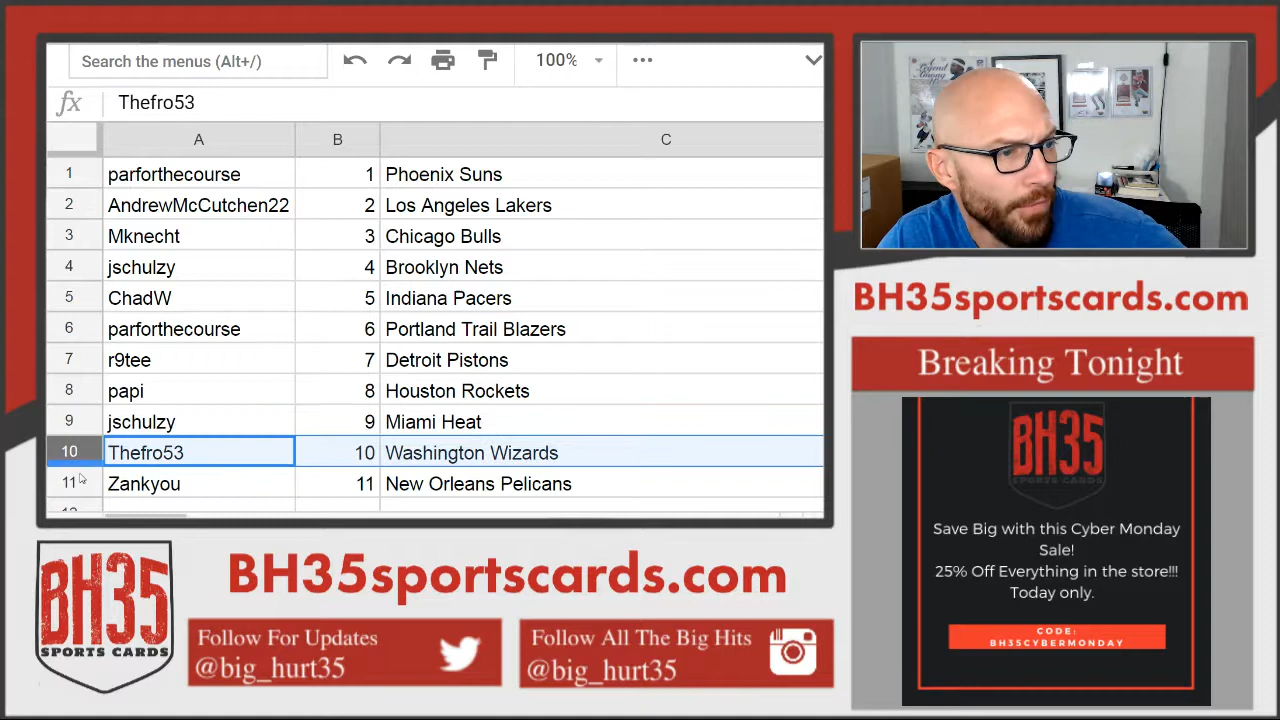 Search the menus (Alt+/)
100%
fx Thefro53
A B C
1 parforthecourse 1 Phoenix Suns
2 AndrewMcCutchen22 2 Los Angeles Lakers
3 Mknecht 3 Chicago Bulls
4 jschulzy 4 Brooklyn Nets
5 ChadW 5 Indiana Pacers
6 parforthecourse 6 Portland Trail Blazers
7 r9tee 7 Detroit Pistons
8 papi 8 Houston Rockets
9 jschulzy 9 Miami Heat
10 Thefro53 10 Washington Wizards
11 Zankyou 11 New Orleans Pelicans
BH35sportscards.com
Breaking Tonight
BH35
SPORTS CARDS
Save Big with this Cyber Monday
Sale!
25% Off Everything in the store!!!
Today only.
CODE:
BH35CYBERMONDAY
BH35
SPORTS CARDS
BH35sportscards.com
Follow For Updates
@big_hurt35
Follow All The Big Hits
@big_hurt35